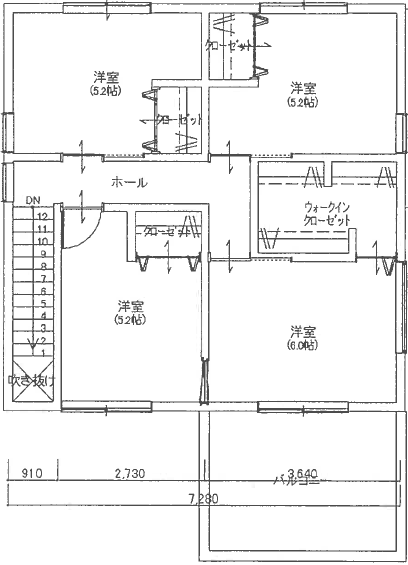 クローゼット
洋室
(5.2帖)
洋室
(5.2帖)
クローゼット
ホール
DN
12
11
10
9
8
7
6
5
4
3
2
1
吹き抜け
クローゼット
ウォークイン
クローゼット
洋室
(5.2帖)
洋室
(6.0帖)
910
2,730
3,640
バルコニー
7,280